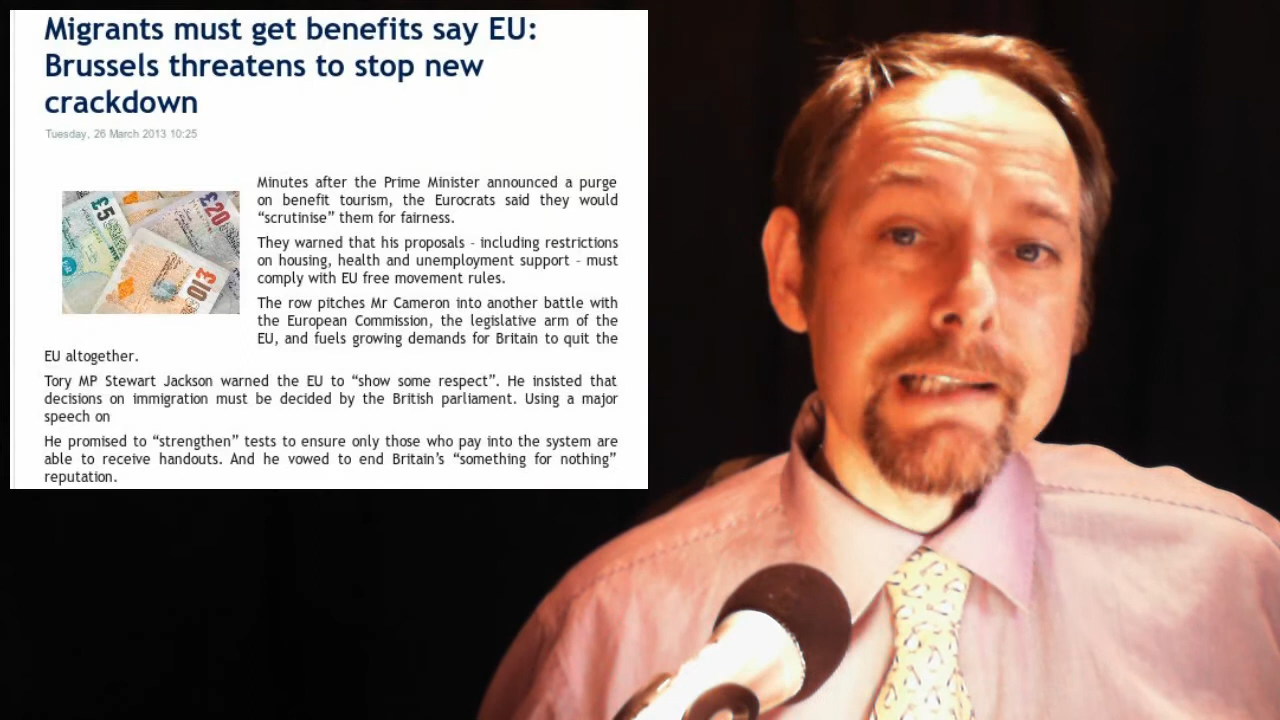 Migrants must get benefits say EU:
Brussels threatens to stop new
crackdown
Tuesday, 26 March 2013 10:25
Minutes after the Prime Minister announced a purge
on benefit tourism, the Eurocrats said they would
“scrutinise” them for fairness.
They warned that his proposals - including restrictions
on housing, health and unemployment support - must
comply with EU free movement rules.
The row pitches Mr Cameron into another battle with
the European Commission, the legislative arm of the
EU, and fuels growing demands for Britain to quit the
EU altogether.
Tory MP Stewart Jackson warned the EU to “show some respect”. He insisted that
decisions on immigration must be decided by the British parliament. Using a major
speech on
He promised to “strengthen” tests to ensure only those who pay into the system are
able to receive handouts. And he vowed to end Britain’s “something for nothing”
reputation.
£5
£20
£10